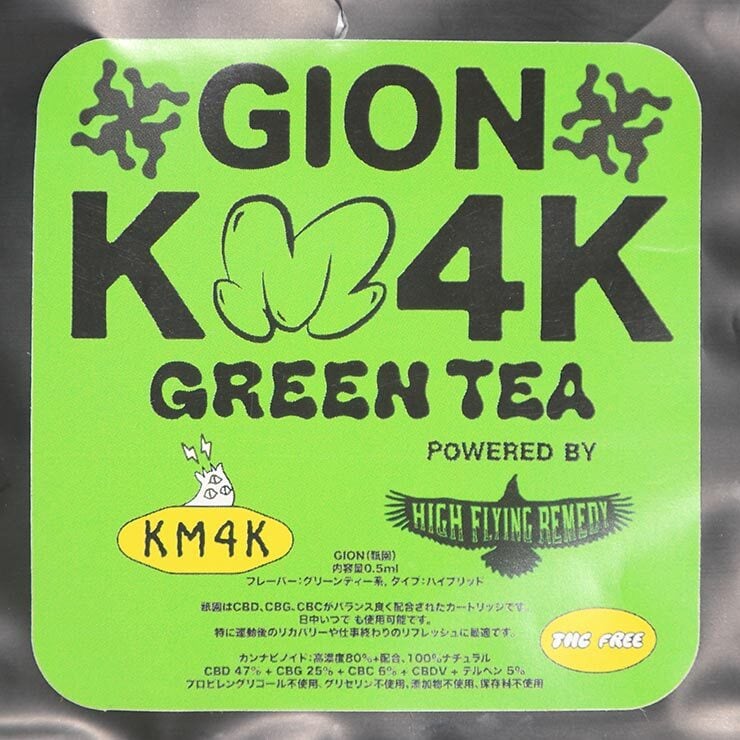 GION
KM4K
GREEN TEA
POWERED BY
HIGH FLYING REMEDY
KM4K
GION(祇園)
内容量0.5ml
フレーバー:グリーンティー系, タイプ:ハイブリッド
祇園はCBD、CBG、CBCがバランス良く配合されたカートリッジです。
日中いつでも使用可能です。
特に運動後のリカバリーや仕事終わりのリフレッシュに最適です。
THC FREE
カンナビノイド:高濃度80%+配合、100%ナチュラル
CBD 47% + CBG 25% + CBC 6% + CBDV + テルペン 5%
プロピレングリコール不使用、グリセリン不使用、添加物不使用、保存料不使用